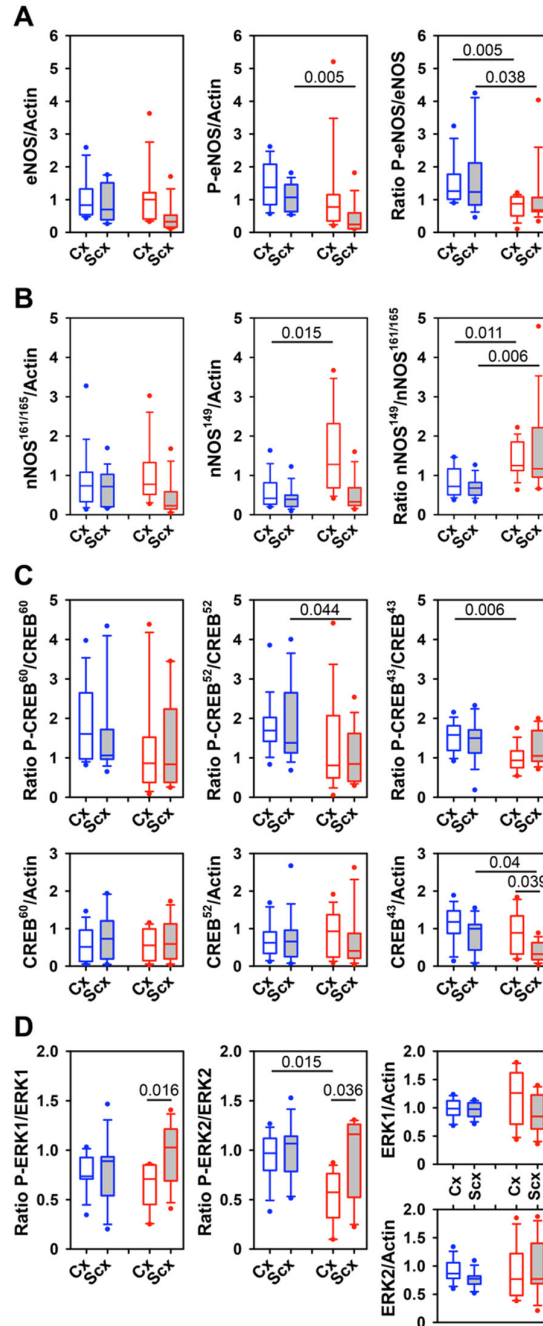 A
eNOS/Actin
6
5
4
3
2
1
0
Cx
Scx
Cx
Scx
P-eNOS/Actin
6
5
4
3
2
1
0
0.005
Cx
Scx
Cx
Scx
Ratio P-eNOS/eNOS
6
5
4
3
2
1
0
0.005
0.038
Cx
Scx
Cx
Scx
B
nNOS161/165/Actin
5
4
3
2
1
0
Cx
Scx
Cx
Scx
nNOS149/Actin
5
4
3
2
1
0
0.015
Cx
Scx
Cx
Scx
Ratio nNOS149/nNOS161/165
5
4
3
2
1
0
0.011
0.006
Cx
Scx
Cx
Scx
C
Ratio P-CREB60/CREB60
5
4
3
2
1
0
Cx
Scx
Cx
Scx
Ratio P-CREB52/CREB52
5
4
3
2
1
0
0.044
Cx
Scx
Cx
Scx
Ratio P-CREB43/CREB43
5
4
3
2
1
0
0.006
Cx
Scx
Cx
Scx
CREB60/Actin
3
2
1
0
Cx
Scx
Cx
Scx
CREB52/Actin
3
2
1
0
Cx
Scx
Cx
Scx
CREB43/Actin
3
2
1
0
0.04
0.039
Cx
Scx
Cx
Scx
D
Ratio P-ERK1/ERK1
2.0
1.5
1.0
0.5
0
0.016
Cx
Scx
Cx
Scx
Ratio P-ERK2/ERK2
2.0
1.5
1.0
0.5
0
0.015
0.036
Cx
Scx
Cx
Scx
ERK1/Actin
2.0
1.5
1.0
0.5
0
Cx
Scx
Cx
Scx
ERK2/Actin
2.0
1.5
1.0
0.5
0